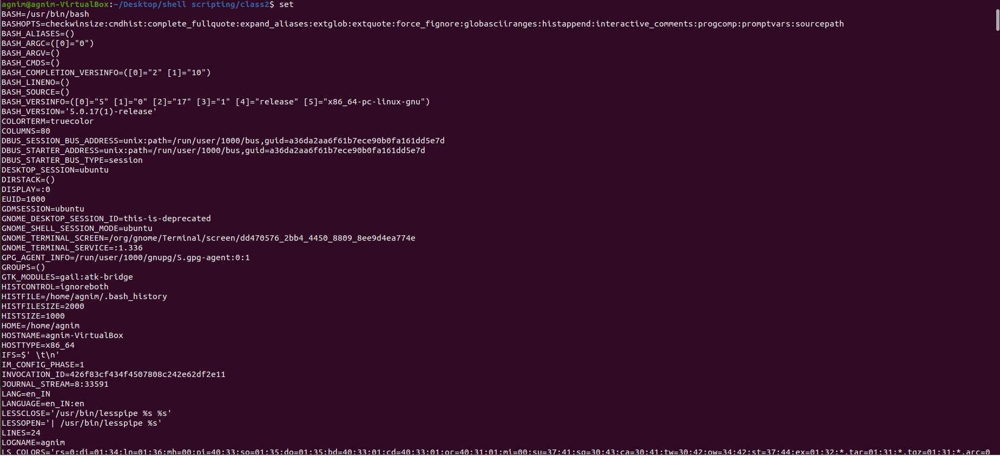 agnim@agnim-VirtualBox:~/Desktop/shell scripting/class2$ set
BASH=/usr/bin/bash
BASHOPTS=checkwinsize:cmdhist:complete_fullquote:expand_aliases:extglob:extquote:force_fignore:globasciiranges:histappend:interactive_comments:progcomp:promptvars:sourcepath
BASH_ALIASES=()
BASH_ARGC=([0]="0")
BASH_ARGV=()
BASH_CMDS=()
BASH_COMPLETION_VERSINFO=([0]="2" [1]="10")
BASH_LINENO=()
BASH_SOURCE=()
BASH_VERSINFO=([0]="5" [1]="0" [2]="17" [3]="1" [4]="release" [5]="x86_64-pc-linux-gnu")
BASH_VERSION='5.0.17(1)-release'
COLORTERM=truecolor
COLUMNS=80
DBUS_SESSION_BUS_ADDRESS=unix:path=/run/user/1000/bus,guid=a36da2aa6f61b7ece90b0fa161dd5e7d
DBUS_STARTER_ADDRESS=unix:path=/run/user/1000/bus,guid=a36da2aa6f61b7ece90b0fa161dd5e7d
DBUS_STARTER_BUS_TYPE=session
DESKTOP_SESSION=ubuntu
DIRSTACK=()
DISPLAY=:0
EUID=1000
GDMSESSION=ubuntu
GNOME_DESKTOP_SESSION_ID=this-is-deprecated
GNOME_SHELL_SESSION_MODE=ubuntu
GNOME_TERMINAL_SCREEN=/org/gnome/Terminal/screen/dd470576_2bb4_4450_8809_8ee9d4ea774e
GNOME_TERMINAL_SERVICE=:1.336
GPG_AGENT_INFO=/run/user/1000/gnupg/S.gpg-agent:0:1
GROUPS=()
GTK_MODULES=gail:atk-bridge
HISTCONTROL=ignoreboth
HISTFILE=/home/agnim/.bash_history
HISTFILESIZE=2000
HISTSIZE=1000
HOME=/home/agnim
HOSTNAME=agnim-VirtualBox
HOSTTYPE=x86_64
IFS=$' \t\n'
IM_CONFIG_PHASE=1
INVOCATION_ID=426f83cf434f4507808c242e62df2e11
JOURNAL_STREAM=8:33591
LANG=en_IN
LANGUAGE=en_IN:en
LESSCLOSE='/usr/bin/lesspipe %s %s'
LESSOPEN='| /usr/bin/lesspipe %s'
LINES=24
LOGNAME=agnim
LS_COLORS='rs=0:di=01;34:ln=01;36:mh=00:pi=40;33:so=01;35:do=01;35:bd=40;33;01:cd=40;33;01:or=40;31;01:mi=00:su=37;41:sg=30;43:ca=30;41:tw=30;42:ow=34;42:st=37;44:ex=01;32:*.tar=01;31:*.tgz=01;31:*.arc=0